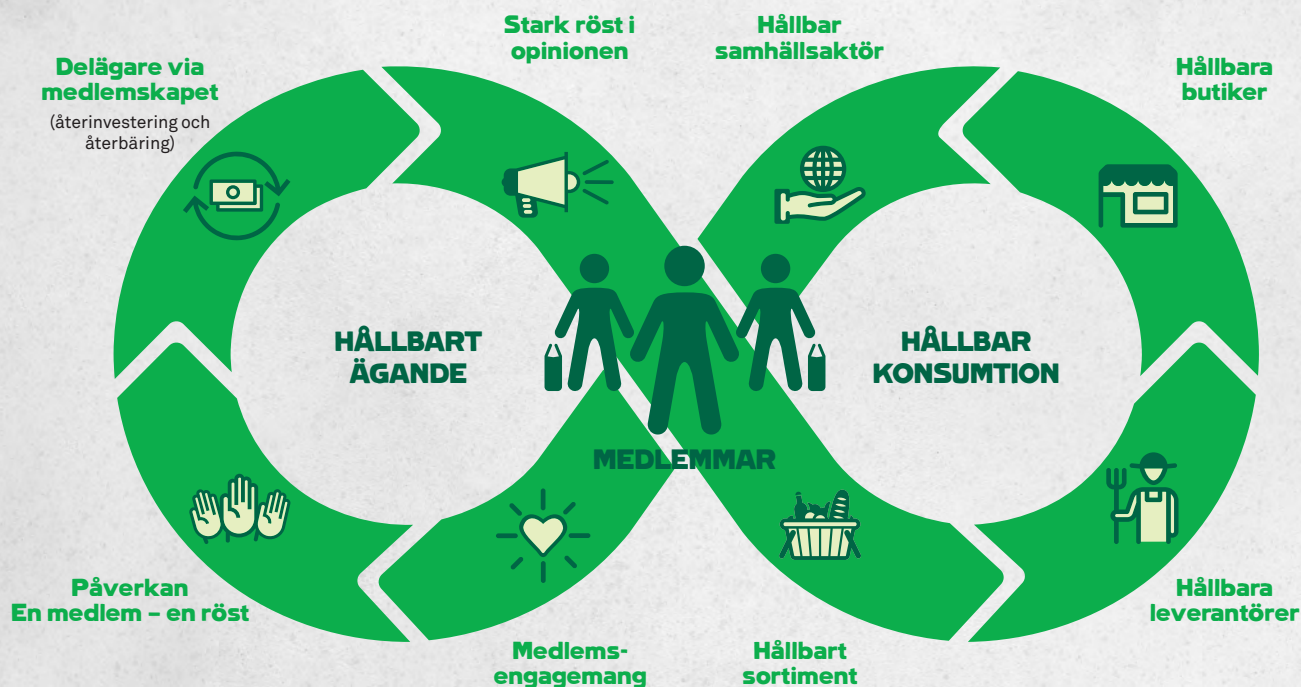 Stark röst i
opinionen
Hållbar
samhällsaktör
Delägare via
medlemskapet
(återinvestering och
återbäring)
Hållbara
butiker
HÅLLBART
ÄGANDE
HÅLLBAR
KONSUMTION
MEDLEMMAR
Påverkan
En medlem – en röst
Hållbara
leverantörer
Medlems-
engagemang
Hållbart
sortiment